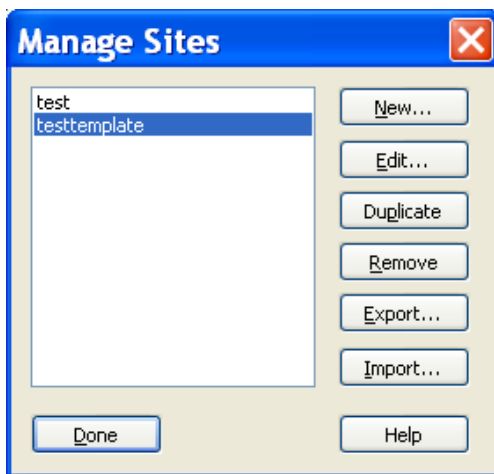 Manage Sites
test
testtemplate
New...
Edit...
Duplicate
Remove
Export...
Import...
Done
Help